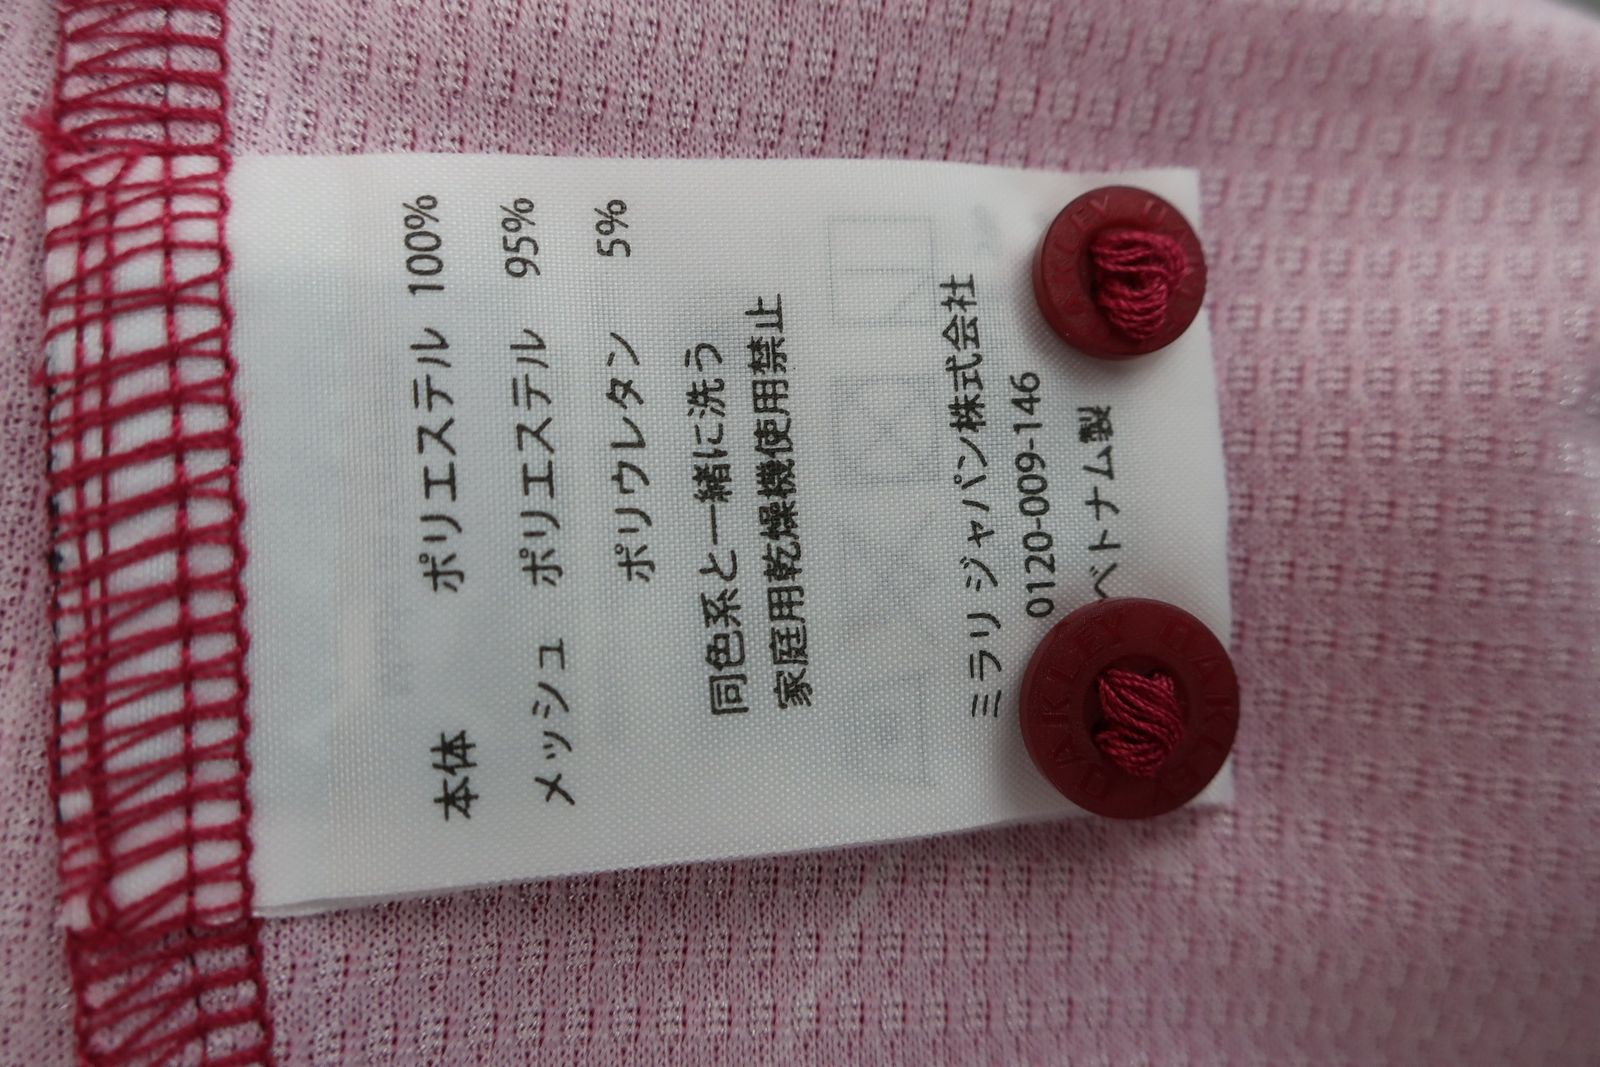 本体 ポリエステル 100%
メッシュ ポリエステル 95%
ポリウレタン 5%
同色系と一緒に洗う
家庭用乾燥機使用禁止
ミラリ ジャパン株式会社
0120-009-146
ベトナム製
OAKLEY OAKLEY
OAKLEY